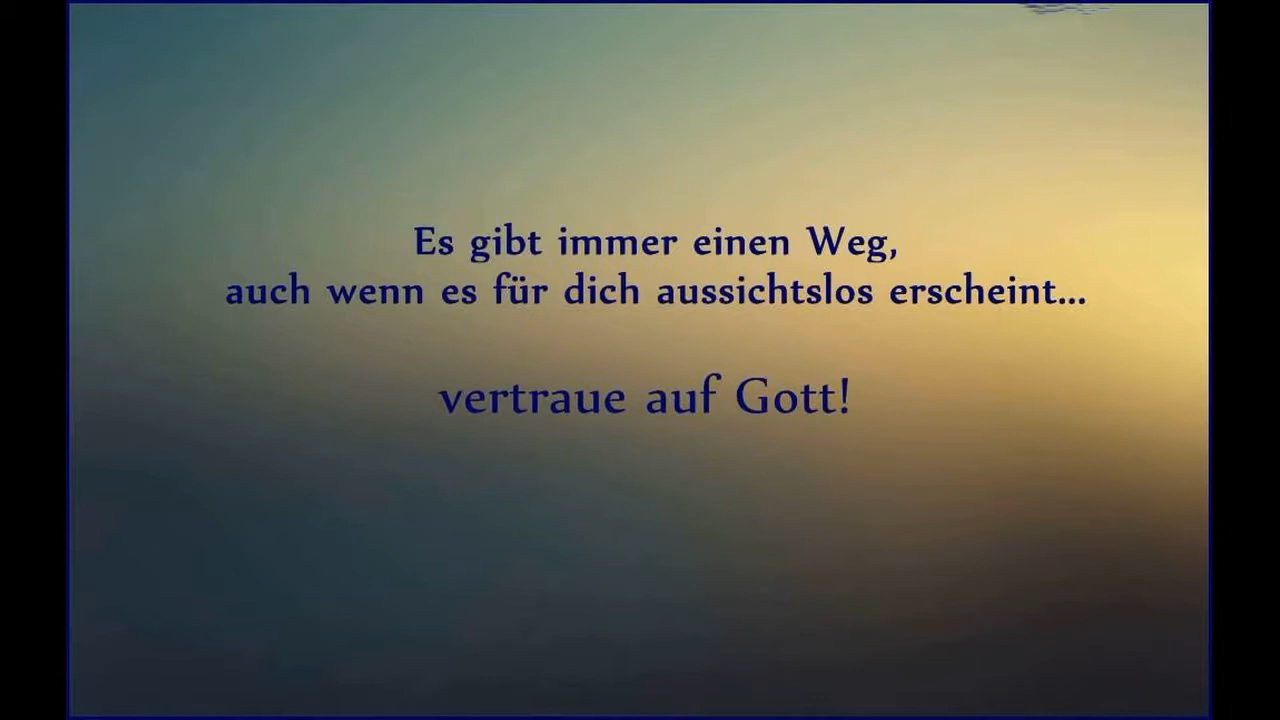 Es gibt immer einen Weg,
auch wenn es für dich aussichtslos erscheint...
vertraue auf Gott!